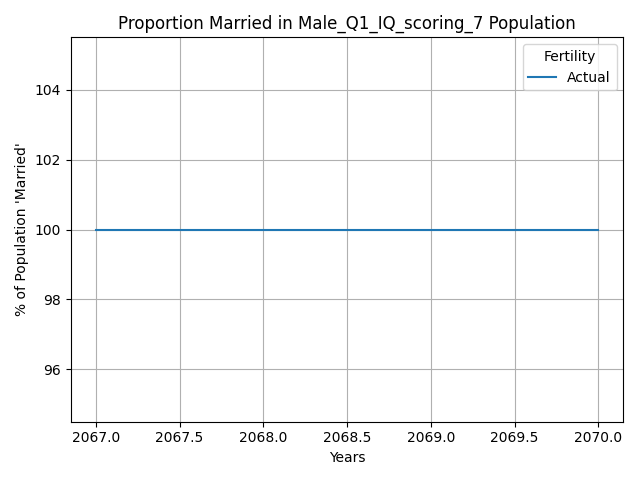 Proportion Married in Male_Q1_IQ_scoring_7 Population
Fertility
Actual
104
102
100
98
96
% of Population 'Married'
2067.0 2067.5 2068.0 2068.5 2069.0 2069.5 2070.0
Years